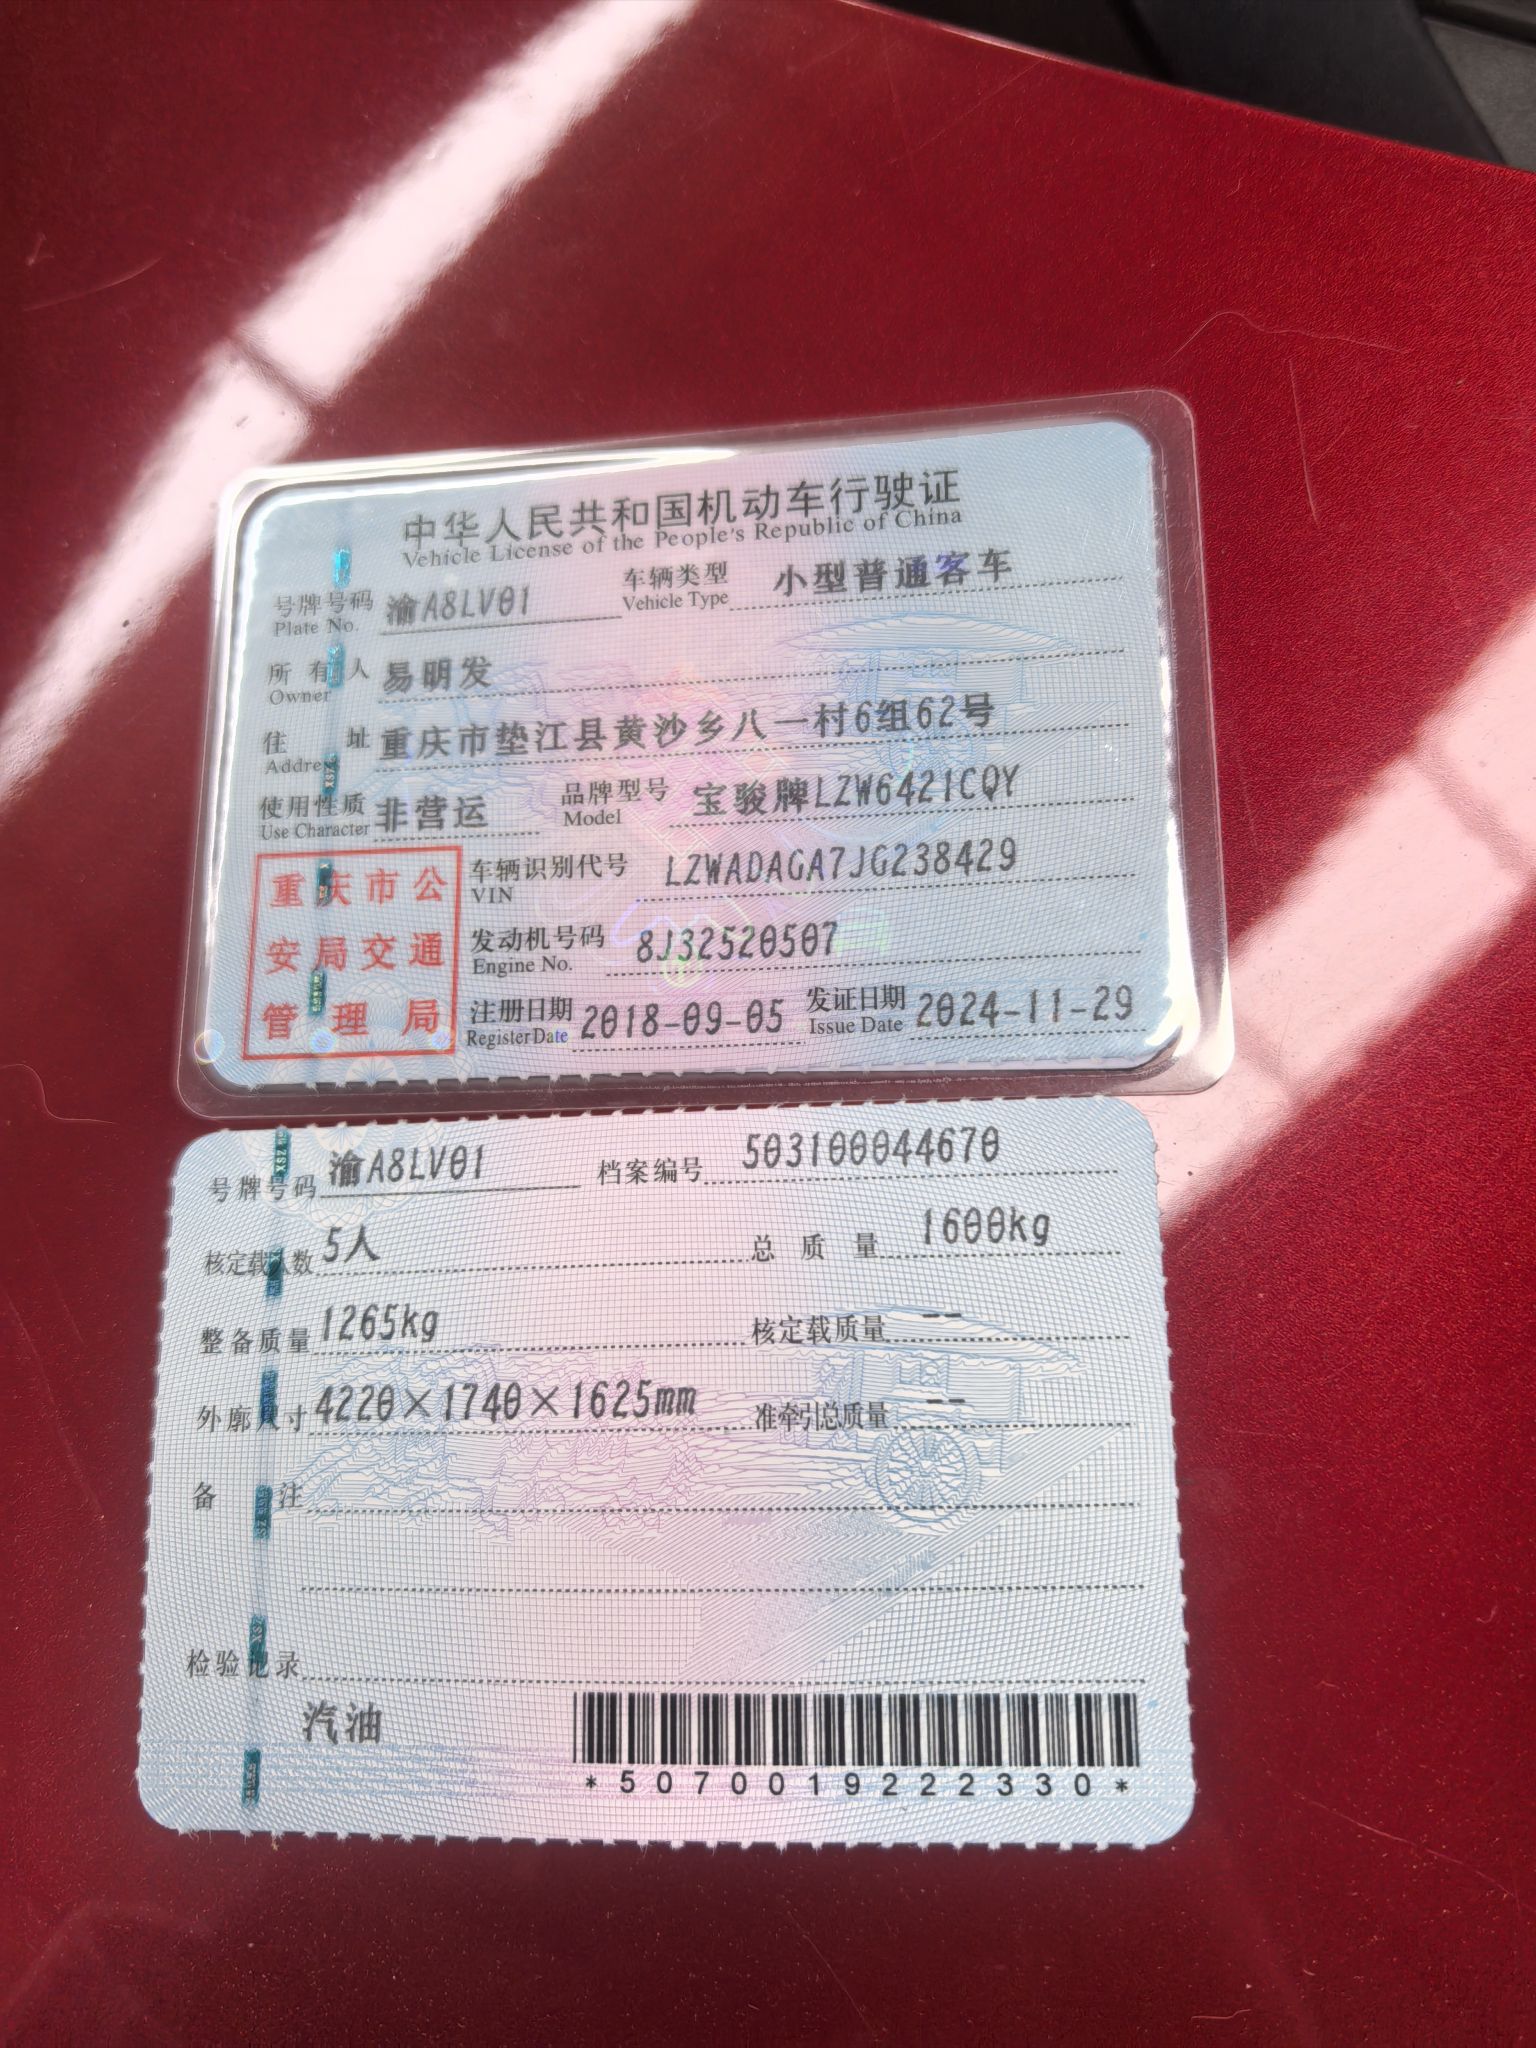 中华人民共和国机动车行驶证
Vehicle License of the People's Republic of China
号牌号码 渝A8LV01 车辆类型 小型普通客车
Plate No. Vehicle Type
所有人 易明发
Owner
住址 重庆市垫江县黄沙乡八一村6组62号
Address
使用性质 非营运 品牌型号 宝骏牌LZW6421CQY
Use Character Model
重庆市公
安局交通
管理局
车辆识别代号 LZWADAGA7JG238429
VIN
发动机号码 8J32520507
Engine No.
注册日期 2018-09-05 发证日期 2024-11-29
Register Date Issue Date
号牌号码 渝A8LV01 档案编号 503100044670
核定载人数 5人 总质量 1600kg
整备质量 1265kg 核定载质量 --
外廓尺寸 4220×1740×1625mm 准牵引总质量 --
备注
检验记录
汽油
*5070019222330*